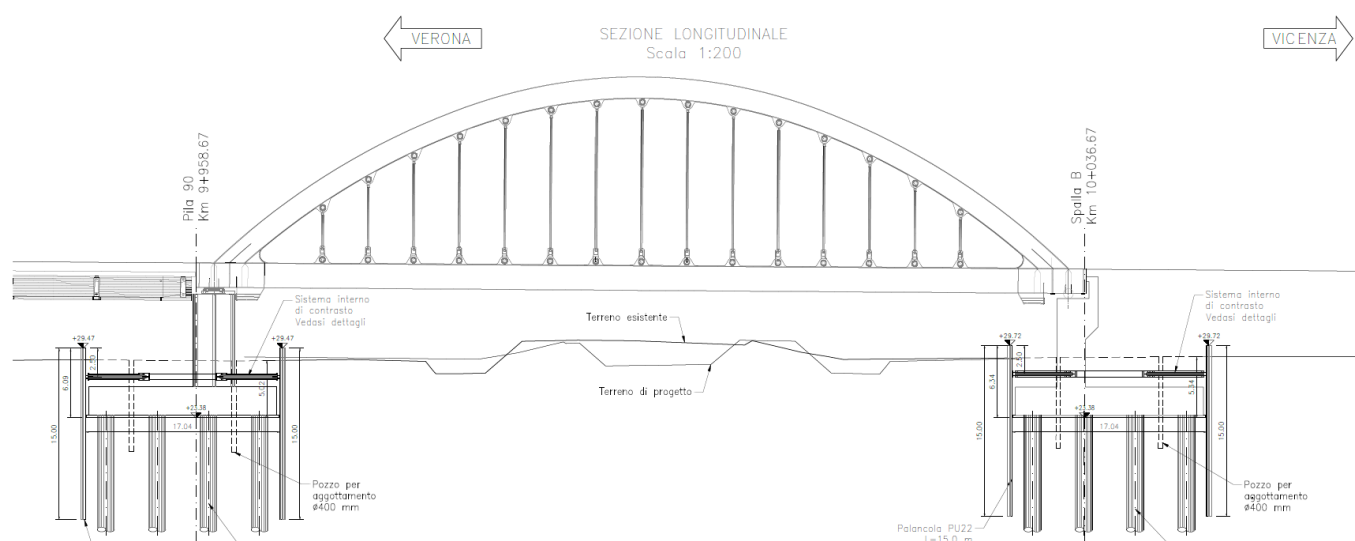 VERONA
SEZIONE LONGITUDINALE
Scala 1:200
VICENZA
Pila 90
Km 9+958.67
Spalla B
Km 10+036.67
Sistema interno
di contrasto
Vedasi dettagli
Terreno esistente
Terreno di progetto
Sistema interno
di contrasto
Vedasi dettagli
+29.47
+29.47
2.50
6.09
5.02
15.00
15.00
+23.38
17.04
Pozzo per
aggottamento
ø400 mm
+29.72
+29.72
2.50
6.34
5.34
15.00
15.00
+23.38
17.04
Pozzo per
aggottamento
ø400 mm
Palancola PU22
L=15.0 m